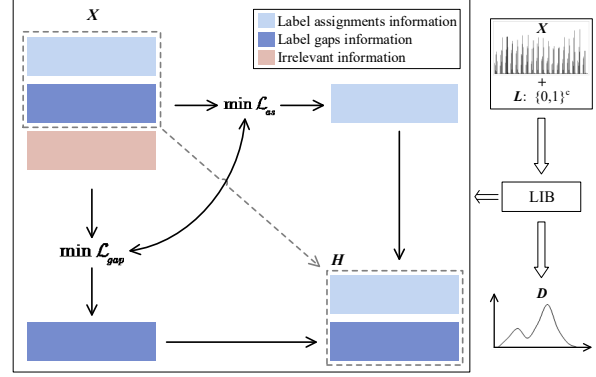 X
Label assignments information
Label gaps information
Irrelevant information
min 𝓛as
min 𝓛gap
H
X
+
L: {0,1}ᶜ
LIB
D